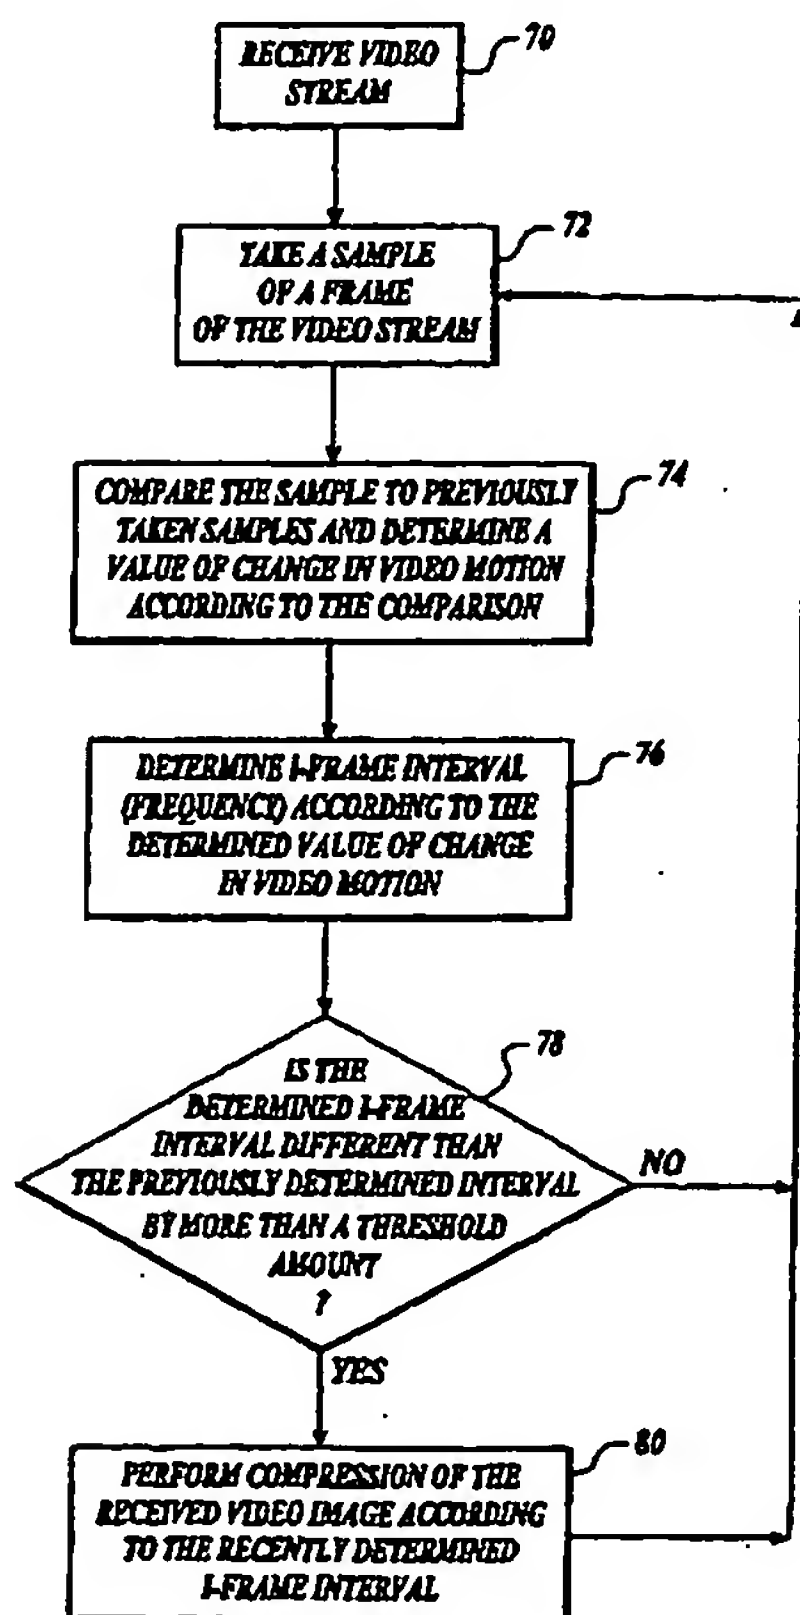 RECEIVE VIDEO
STREAM
70
TAKE A SAMPLE
OF A FRAME
OF THE VIDEO STREAM
72
COMPARE THE SAMPLE TO PREVIOUSLY
TAKEN SAMPLES AND DETERMINE A
VALUE OF CHANGE IN VIDEO MOTION
ACCORDING TO THE COMPARISON
74
DETERMINE I-FRAME INTERVAL
(FREQUENCY) ACCORDING TO THE
DETERMINED VALUE OF CHANGE
IN VIDEO MOTION
76
IS THE
DETERMINED I-FRAME
INTERVAL DIFFERENT THAN
THE PREVIOUSLY DETERMINED INTERVAL
BY MORE THAN A THRESHOLD
AMOUNT
?
78
NO
YES
PERFORM COMPRESSION OF THE
RECEIVED VIDEO IMAGE ACCORDING
TO THE RECENTLY DETERMINED
I-FRAME INTERVAL
80